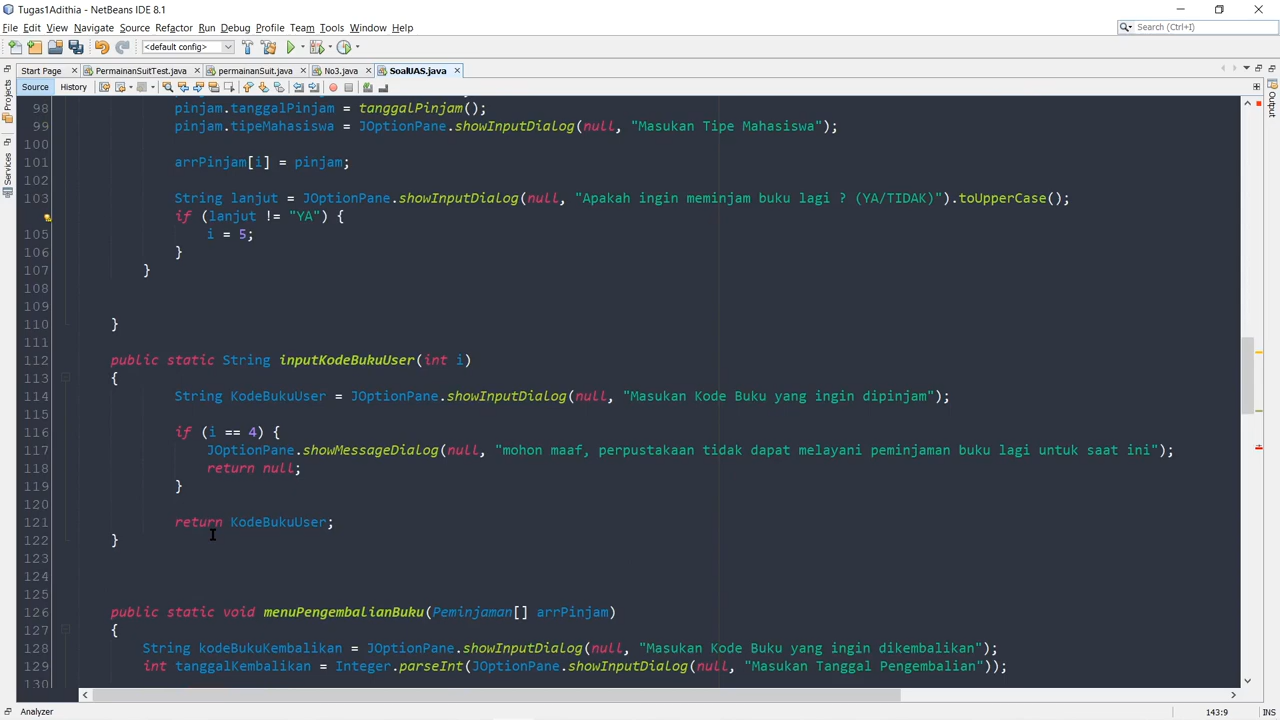 Tugas1Adithia - NetBeans IDE 8.1
File Edit View Navigate Source Refactor Run Debug Profile Team Tools Window Help
Search (Ctrl+I)
<default config>
Start Page PermainanSuitTest.java permainanSuit.java No3.java SoalUAS.java
Source History
Projects
Services
Output
98 pinjam.tanggalPinjam = tanggalPinjam();
99 pinjam.tipeMahasiswa = JOptionPane.showInputDialog(null, "Masukan Tipe Mahasiswa");
100
101 arrPinjam[i] = pinjam;
102
103 String lanjut = JOptionPane.showInputDialog(null, "Apakah ingin meminjam buku lagi ? (YA/TIDAK)").toUpperCase();
if (lanjut != "YA") {
105 i = 5;
106 }
107 }
108
109
110 }
111
112 public static String inputKodeBukuUser(int i)
113 {
114 String KodeBukuUser = JOptionPane.showInputDialog(null, "Masukan Kode Buku yang ingin dipinjam");
115
116 if (i == 4) {
117 JOptionPane.showMessageDialog(null, "mohon maaf, perpustakaan tidak dapat melayani peminjaman buku lagi untuk saat ini");
118 return null;
119 }
120
121 return KodeBukuUser;
122 }
123
124
125
126 public static void menuPengembalianBuku(Peminjaman[] arrPinjam)
127 {
128 String kodeBukuKembalikan = JOptionPane.showInputDialog(null, "Masukan Kode Buku yang ingin dikembalikan");
129 int tanggalKembalikan = Integer.parseInt(JOptionPane.showInputDialog(null, "Masukan Tanggal Pengembalian"));
130
Analyzer
143:9 INS